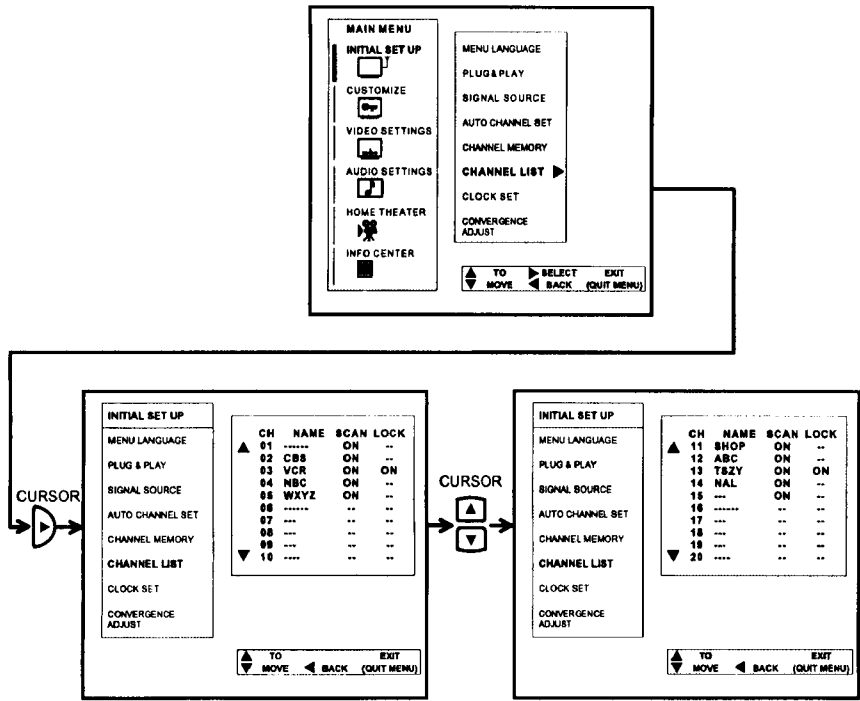 MAIN MENU
INITIAL SET UP
CUSTOMIZE
VIDEO SETTINGS
AUDIO SETTINGS
HOME THEATER
INFO CENTER
MENU LANGUAGE
PLUG & PLAY
SIGNAL SOURCE
AUTO CHANNEL SET
CHANNEL MEMORY
CHANNEL LIST ▶
CLOCK SET
CONVERGENCE
ADJUST
▲ TO ▶ SELECT EXIT
▼ MOVE ◀ BACK (QUIT MENU)
CURSOR
INITIAL SET UP
MENU LANGUAGE
PLUG & PLAY
SIGNAL SOURCE
AUTO CHANNEL SET
CHANNEL MEMORY
CHANNEL LIST
CLOCK SET
CONVERGENCE
ADJUST
CH NAME SCAN LOCK
▲ 01 ------ ON --
02 CBS ON --
03 VCR ON ON
04 NBC ON --
05 WXYZ ON --
06 ------ -- --
07 --- -- --
08 --- -- --
09 --- -- --
▼ 10 ---- -- --
▲ TO EXIT
▼ MOVE ◀ BACK (QUIT MENU)
CURSOR
▲
▼
INITIAL SET UP
MENU LANGUAGE
PLUG & PLAY
SIGNAL SOURCE
AUTO CHANNEL SET
CHANNEL MEMORY
CHANNEL LIST
CLOCK SET
CONVERGENCE
ADJUST
CH NAME SCAN LOCK
▲ 11 SHOP ON --
12 ABC ON --
13 TSZY ON ON
14 NAL ON --
15 --- ON --
16 ------ -- --
17 --- -- --
18 --- -- --
19 --- -- --
▼ 20 ---- -- --
▲ TO EXIT
▼ MOVE ◀ BACK (QUIT MENU)